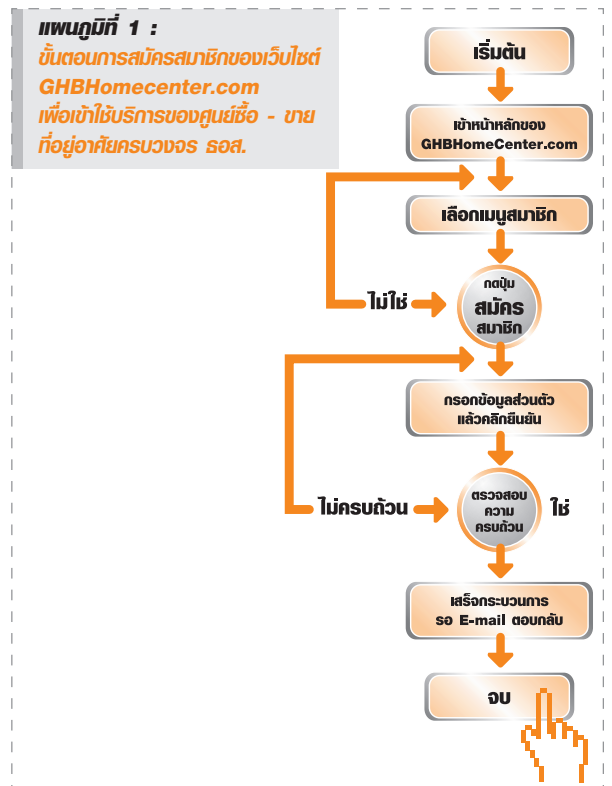 แผนภูมิที่ 1 :
ขั้นตอนการสมัครสมาชิกของเว็บไซต์
GHBHomecenter.com
เพื่อเข้าใช้บริการของศูนย์ซื้อ - ขาย
ที่อยู่อาศัยครบวงจร ธอส.
เริ่มต้น
เข้าหน้าหลักของ
GHBHomeCenter.com
เลือกเมนูสมาชิก
กดปุ่ม
สมัคร
สมาชิก
ไม่ใช่
กรอกข้อมูลส่วนตัว
แล้วคลิกยืนยัน
ตรวจสอบ
ความ
ครบถ้วน
ไม่ครบถ้วน
ใช่
เสร็จกระบวนการ
รอ E-mail ตอบกลับ
จบ